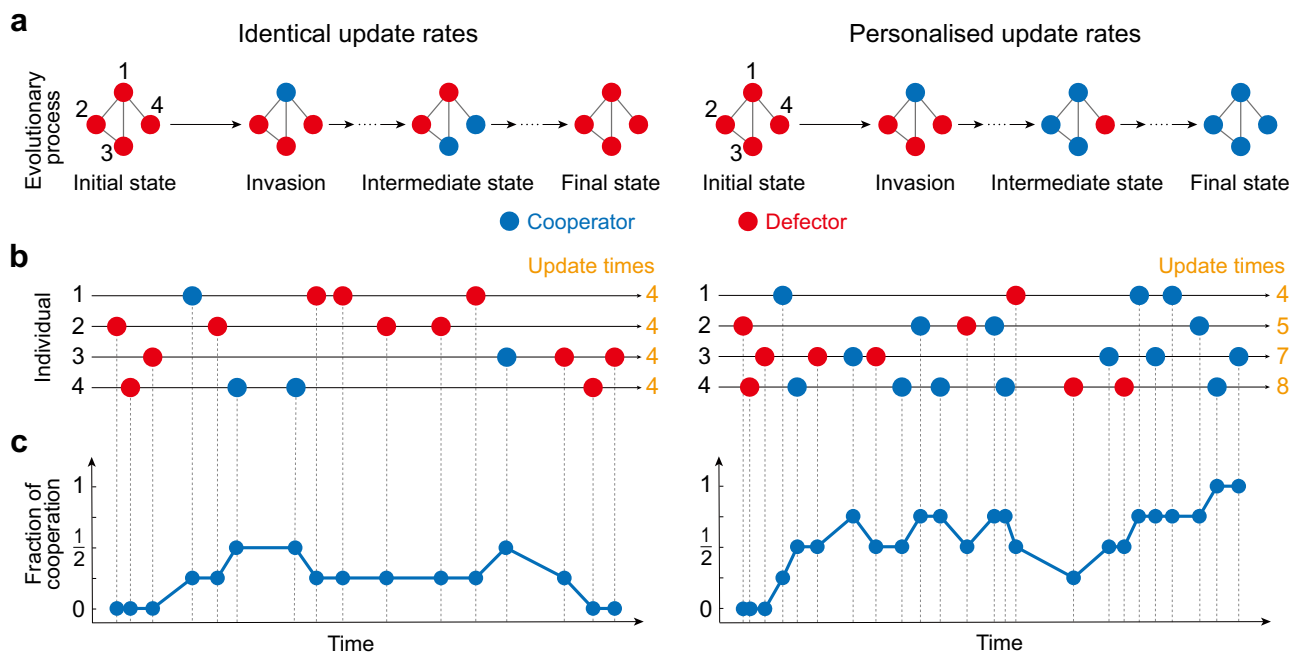 a
Identical update rates
Personalised update rates
Evolutionary
process
1
2
4
3
1
2
4
3
Initial state
Invasion
Intermediate state
Final state
Initial state
Invasion
Intermediate state
Final state
Cooperator
Defector
b
Update times
Update times
Individual
1
4
1
4
2
4
2
5
3
4
3
7
4
4
4
8
c
Fraction of
cooperation
1
1/2
0
1
1/2
0
Time
Time